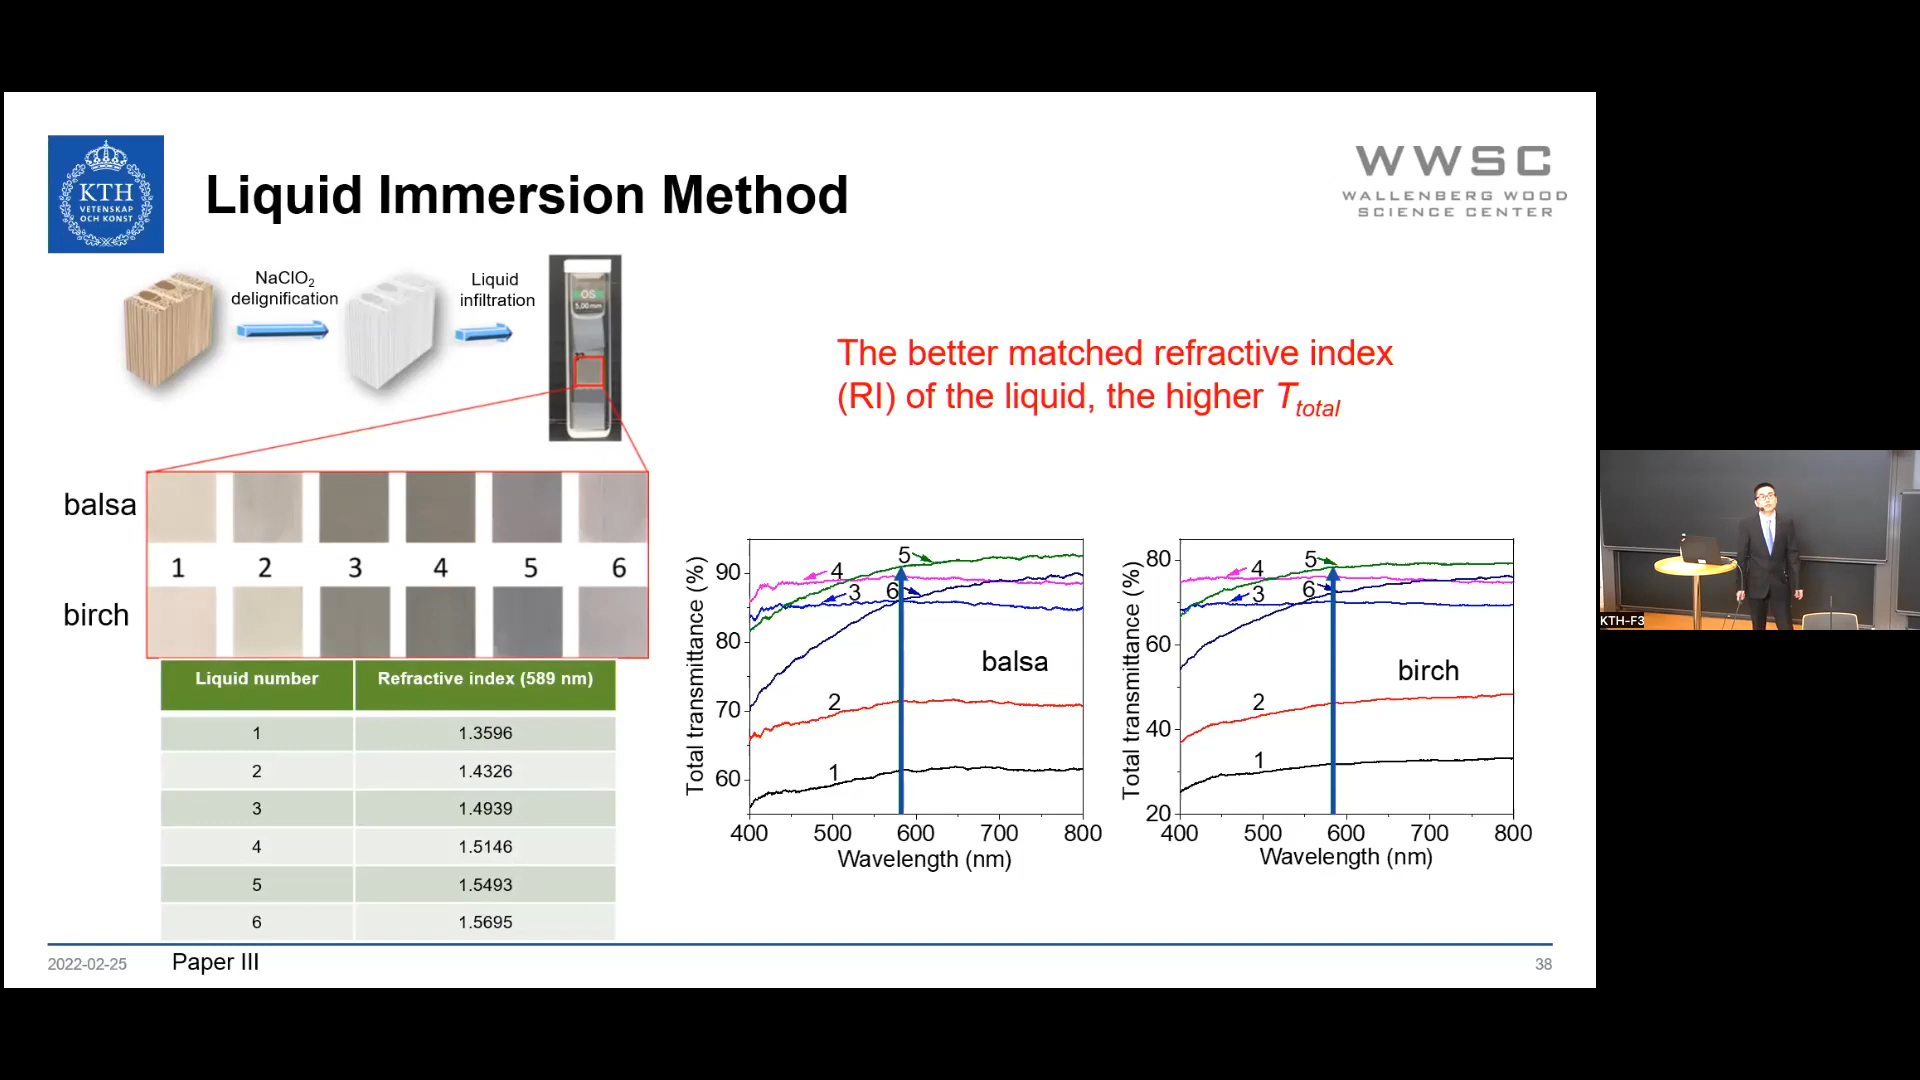 KTH
VETENSKAP
OCH KONST
Liquid Immersion Method
WWSC
WALLENBERG WOOD
SCIENCE CENTER
NaClO₂
delignification
Liquid
infiltration
OS
5,00mm
The better matched refractive index
(RI) of the liquid, the higher Ttotal
balsa
1 2 3 4 5 6
birch
Liquid number Refractive index (589 nm)
1 1.3596
2 1.4326
3 1.4939
4 1.5146
5 1.5493
6 1.5695
Total transmittance (%)
90
80
70
60
5
4
3 6
balsa
2
1
400 500 600 700 800
Wavelength (nm)
Total transmittance (%)
80
60
40
20
5
4
3 6
birch
2
1
400 500 600 700 800
Wavelength (nm)
2022-02-25 Paper III 38
KTH-F3